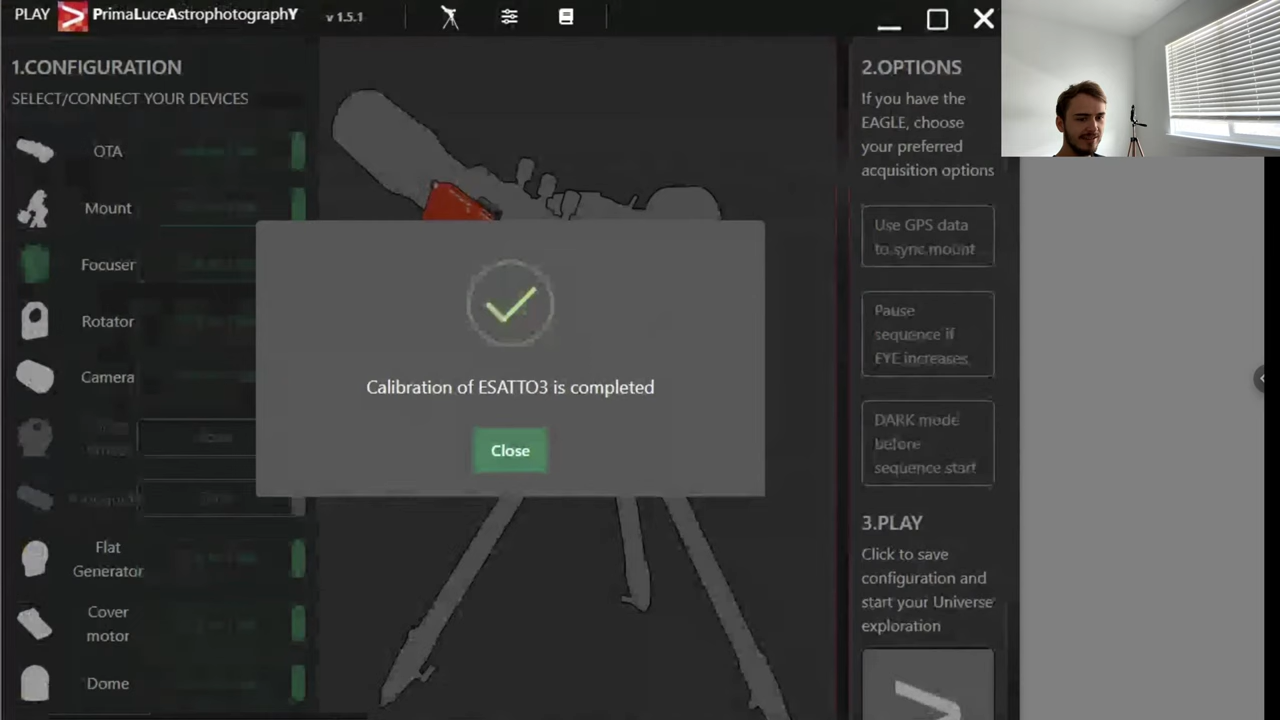 PLAY PrimaLuceAstrophotographY v 1.5.1
1.CONFIGURATION
SELECT/CONNECT YOUR DEVICES
OTA
Mount
Focuser
Rotator
Camera
Flat
Generator
Cover
motor
Dome
Calibration of ESATTO3 is completed
Close
2.OPTIONS
If you have the
EAGLE, choose
your preferred
acquisition options
Use GPS data
to sync mount
Pause
sequence if
EYE increases
DARK mode
before
sequence start
3.PLAY
Click to save
configuration and
start your Universe
exploration